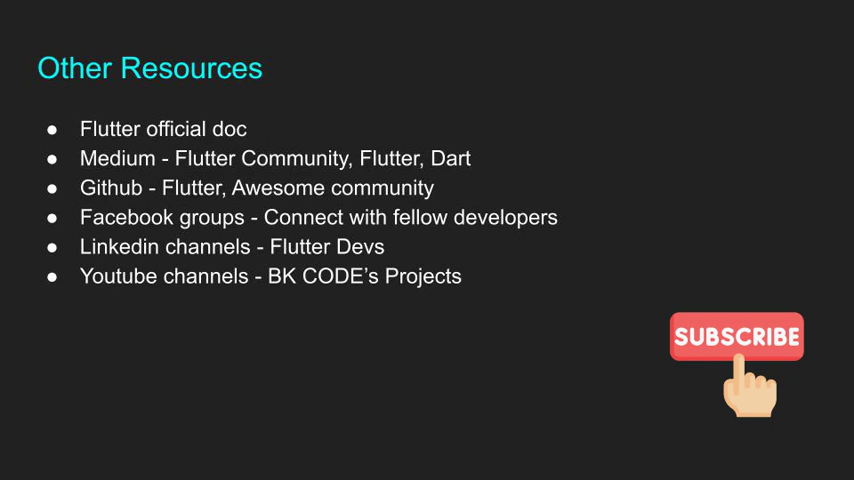 Other Resources
● Flutter official doc
● Medium - Flutter Community, Flutter, Dart
● Github - Flutter, Awesome community
● Facebook groups - Connect with fellow developers
● Linkedin channels - Flutter Devs
● Youtube channels - BK CODE’s Projects
SUBSCRIBE